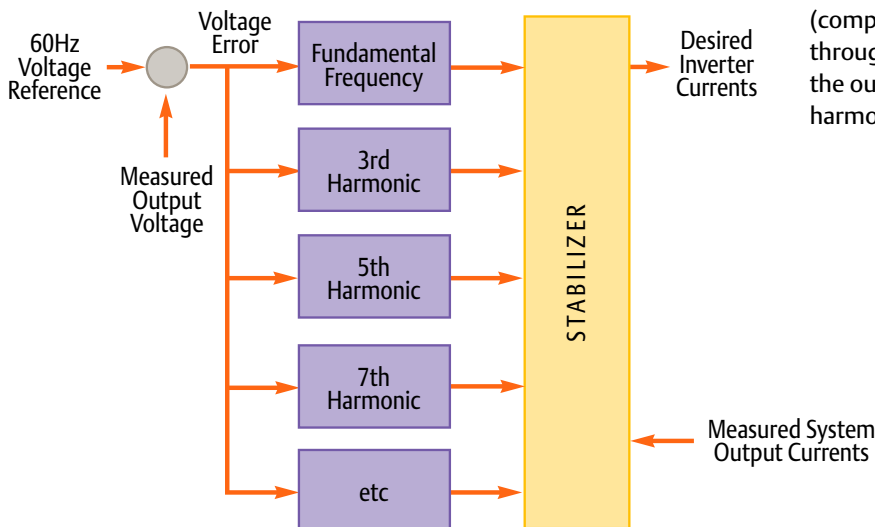 60Hz
Voltage
Reference
Voltage
Error
Measured
Output
Voltage
Fundamental
Frequency
3rd
Harmonic
5th
Harmonic
7th
Harmonic
etc
STABILIZER
Desired
Inverter
Currents
Measured System
Output Currents
(comp
throug
the ou
harmo